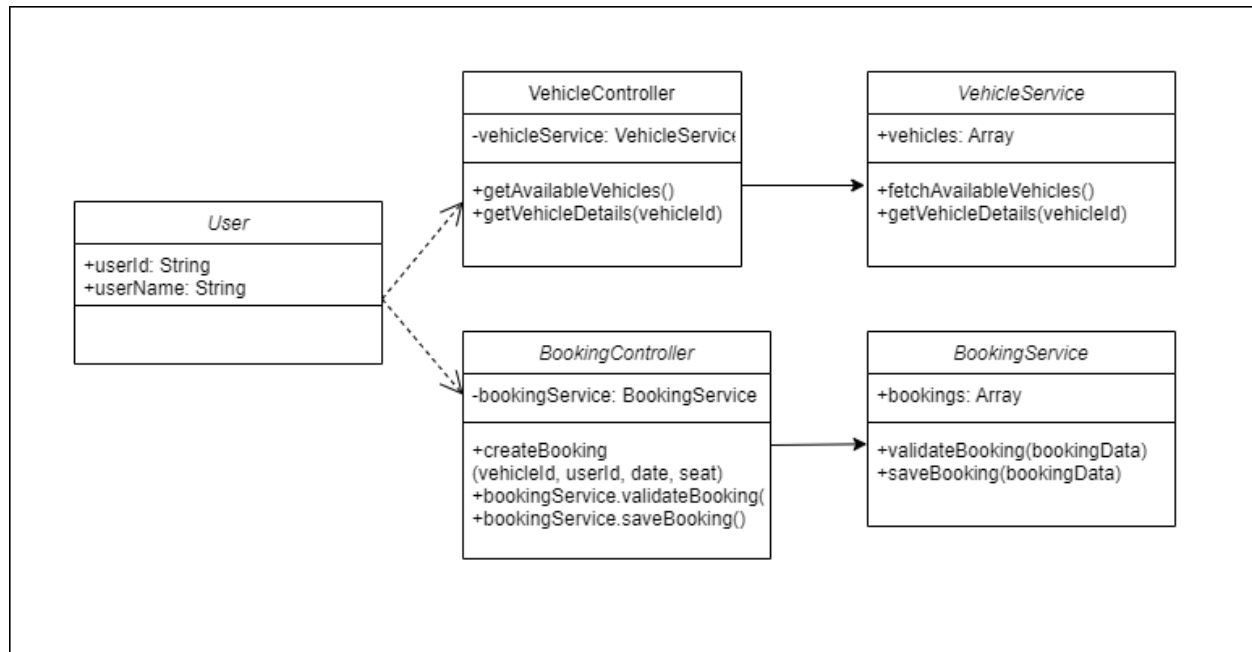 User
+userId: String
+userName: String
VehicleController
-vehicleService: VehicleService
+getAvailableVehicles()
+getVehicleDetails(vehicleId)
VehicleService
+vehicles: Array
+fetchAvailableVehicles()
+getVehicleDetails(vehicleId)
BookingController
-bookingService: BookingService
+createBooking
(vehicleId, userId, date, seat)
+bookingService.validateBooking(
+bookingService.saveBooking()
BookingService
+bookings: Array
+validateBooking(bookingData)
+saveBooking(bookingData)